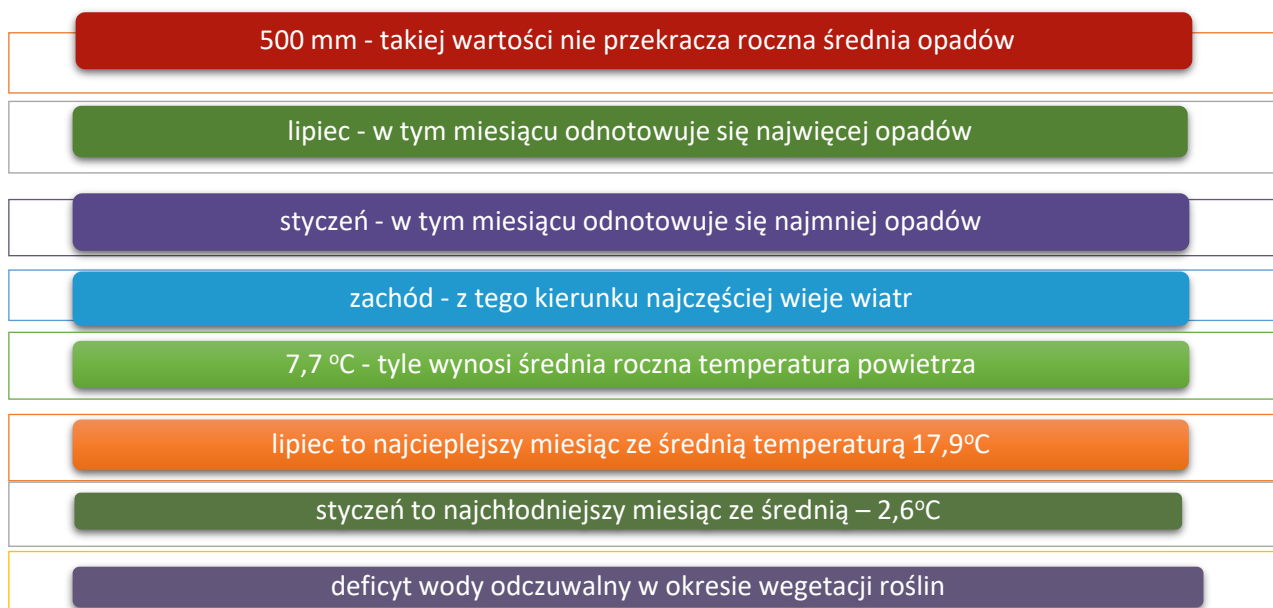 500 mm - takiej wartości nie przekracza roczna średnia opadów
lipiec - w tym miesiącu odnotowuje się najwięcej opadów
styczeń - w tym miesiącu odnotowuje się najmniej opadów
zachód - z tego kierunku najczęściej wieje wiatr
7,7 ºC - tyle wynosi średnia roczna temperatura powietrza
lipiec to najcieplejszy miesiąc ze średnią temperaturą 17,9ºC
styczeń to najchłodniejszy miesiąc ze średnią – 2,6ºC
deficyt wody odczuwalny w okresie wegetacji roślin